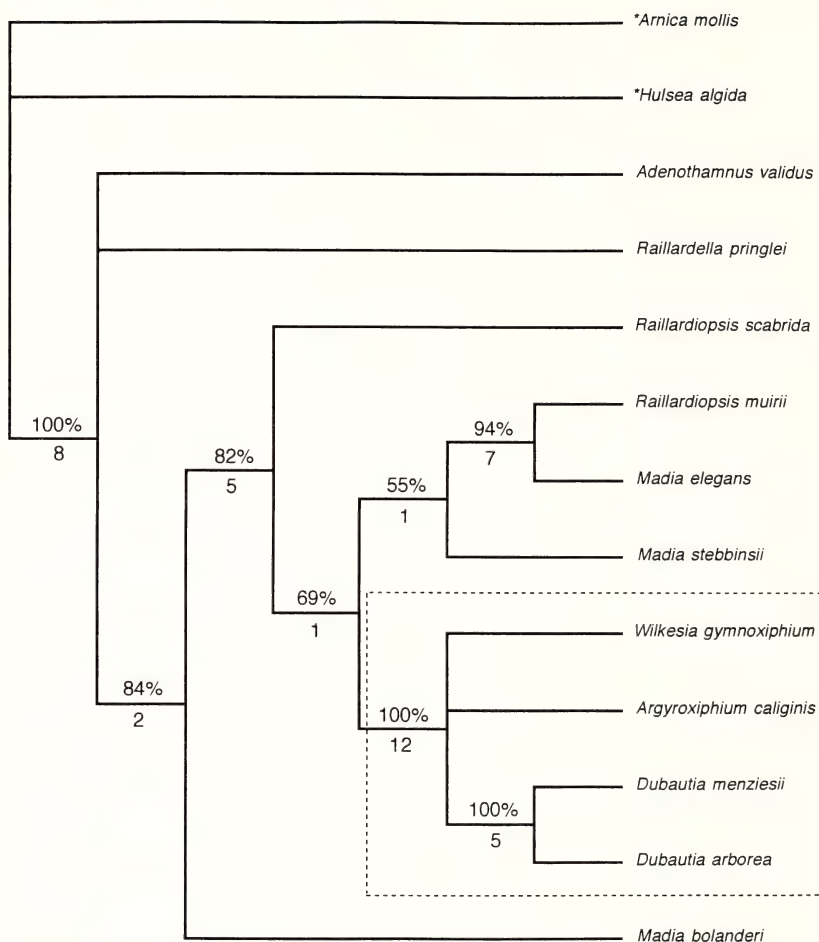 *Arnica mollis
*Hulsea algida
Adenothamnus validus
Raillardella pringlei
Raillardiopsis scabrida
Raillardiopsis muirii
94%
7
Madia elegans
100%
8
82%
5
55%
1
Madia stebbinsii
69%
1
Wilkesia gymnoxiphium
84%
2
100%
12
Argyroxiphium caliginis
Dubautia menziesii
100%
5
Dubautia arborea
Madia bolanderi